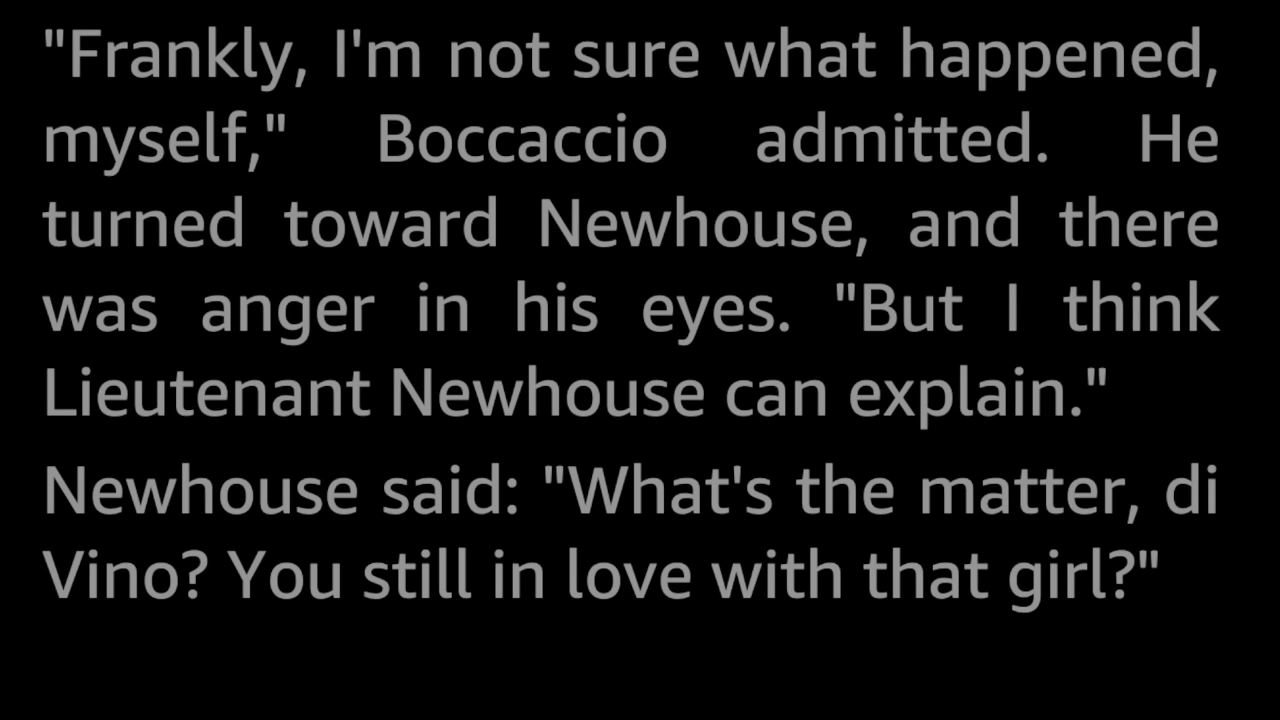 "Frankly, I'm not sure what happened,
myself," Boccaccio admitted. He
turned toward Newhouse, and there
was anger in his eyes. "But I think
Lieutenant Newhouse can explain."
Newhouse said: "What's the matter, di
Vino? You still in love with that girl?"